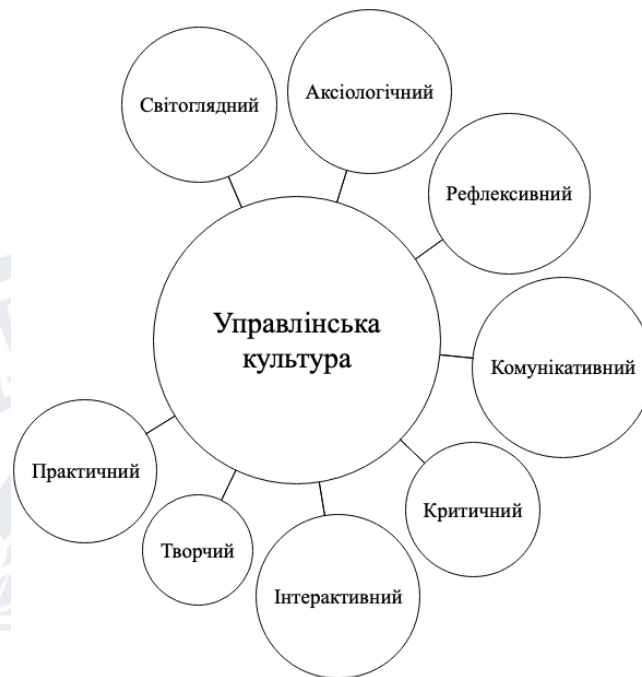 Світоглядний
Аксіологічний
Рефлексивний
Управлінська
культура
Комунікативний
Практичний
Критичний
Творчий
Інтерактивний